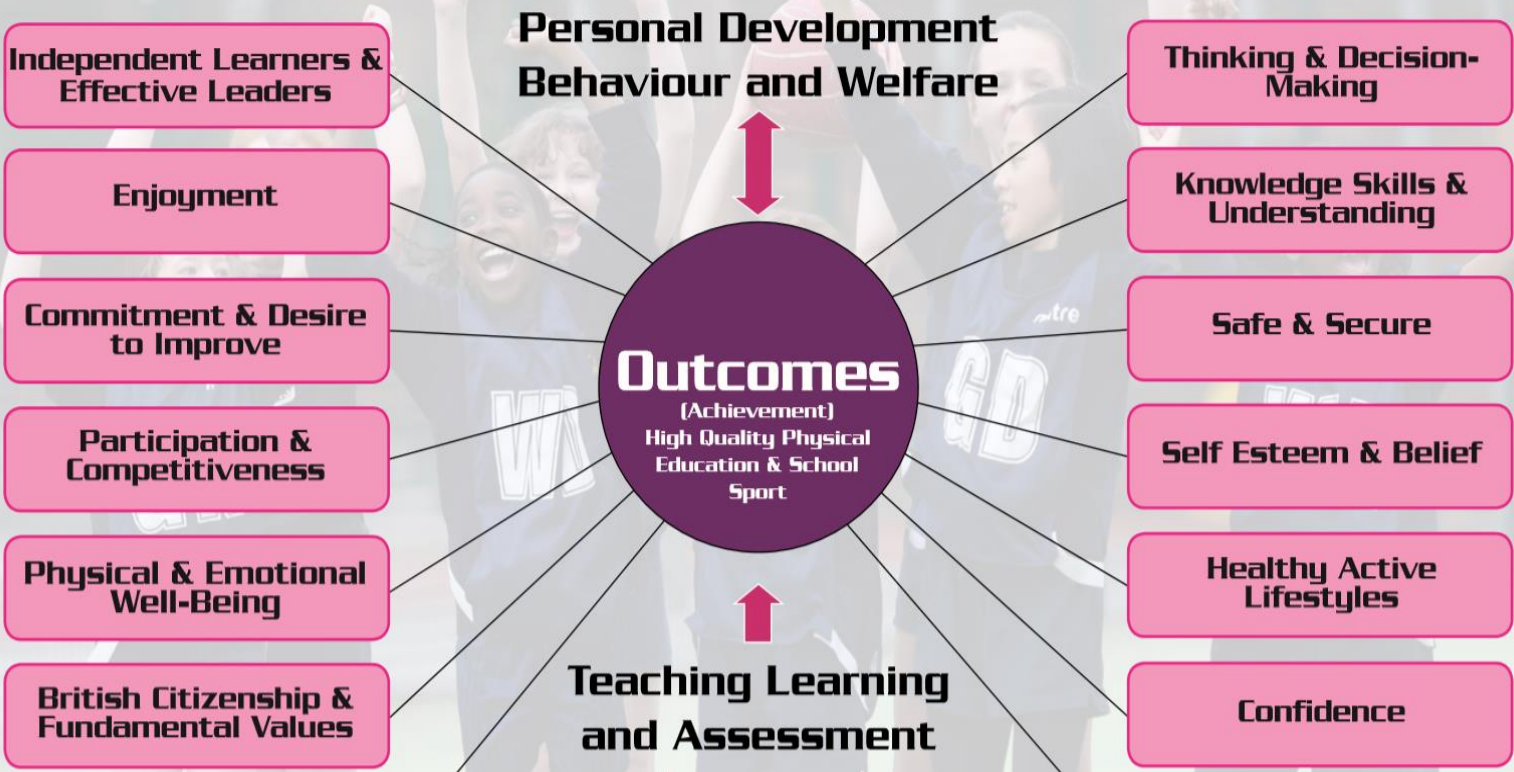 Personal Development
Behaviour and Welfare
Independent Learners &
Effective Leaders
Enjoyment
Commitment & Desire
to Improve
Participation &
Competitiveness
Physical & Emotional
Well-Being
British Citizenship &
Fundamental Values
Outcomes
(Achievement)
High Quality Physical
Education & School
Sport
Teaching Learning
and Assessment
Thinking & Decision-
Making
Knowledge Skills &
Understanding
Safe & Secure
Self Esteem & Belief
Healthy Active
Lifestyles
Confidence
GD